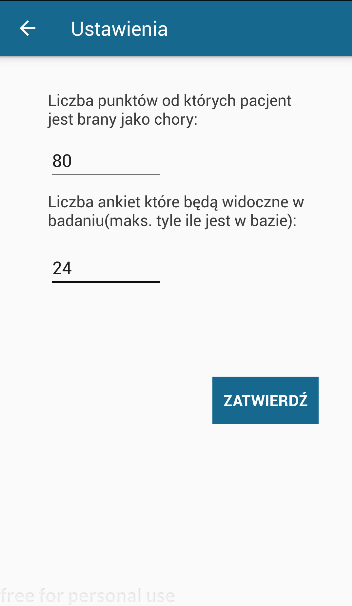 Ustawienia
Liczba punktów od których pacjent
jest brany jako chory:
80
Liczba ankiet które będą widoczne w
badaniu(maks. tyle ile jest w bazie):
24
ZATWIERDŹ
free for personal use